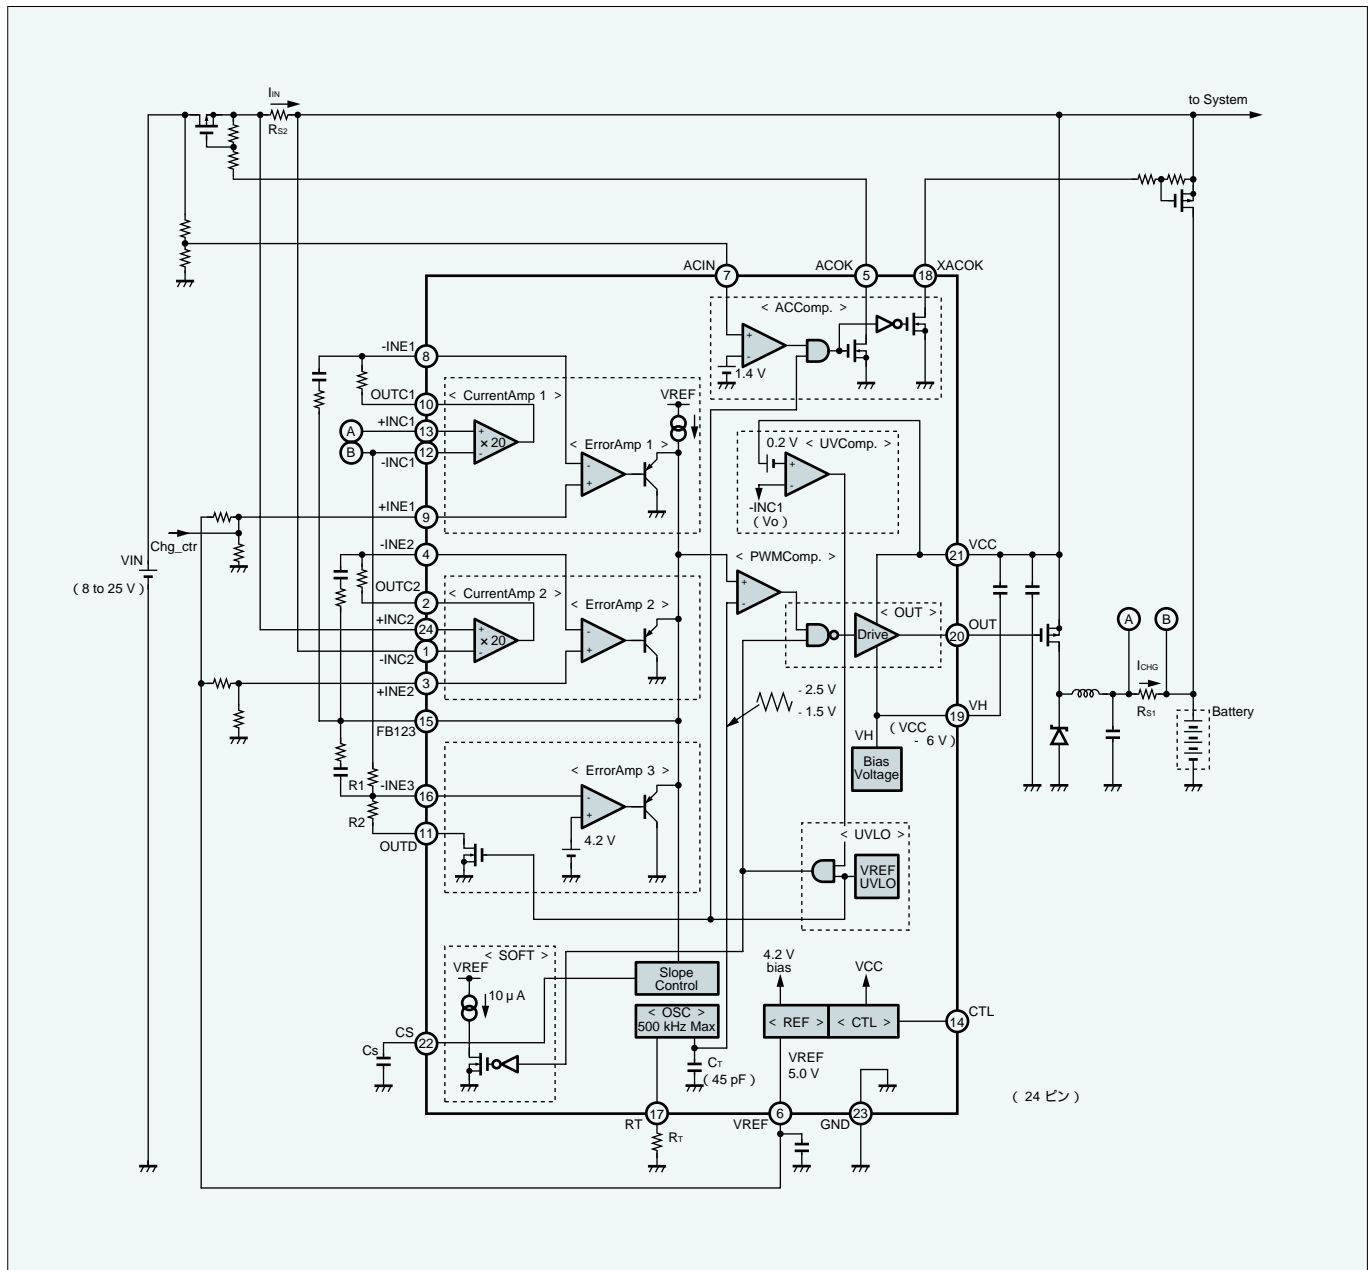 IIN
to System
RS2
ACIN
ACOK
XACOK
7
5
18
< ACComp. >
+
-
1.4 V
-INE1
8
OUTC1
10
< CurrentAmp 1 >
VREF
+INC1
A
13
+
× 20
-
B
12
-INC1
< ErrorAmp 1 >
-
+
0.2 V
< UVComp. >
+
-
-INC1
( Vo )
+INE1
9
Chg_ctr
VIN
( 8 to 25 V )
-INE2
4
OUTC2
2
< CurrentAmp 2 >
+INC2
24
+
× 20
-
1
-INC2
3
+INE2
< ErrorAmp 2 >
-
+
< PWMComp. >
+
-
VCC
21
< OUT >
Drive
20
OUT
A
B
ICHG
RS1
- 2.5 V
- 1.5 V
VH
19
( VCC
- 6 V )
VH
Bias
Voltage
Battery
15
FB123
< ErrorAmp 3 >
R1
-INE3
16
-
+
4.2 V
R2
11
OUTD
< UVLO >
VREF
UVLO
< SOFT >
VREF
10 μ A
Slope
Control
4.2 V
bias
VCC
< OSC >
500 kHz Max
< REF >
< CTL >
14
CTL
CS
22
Cs
CT
( 45 pF )
VREF
5.0 V
( 24 ピン )
RT
17
RT
VREF
6
GND
23